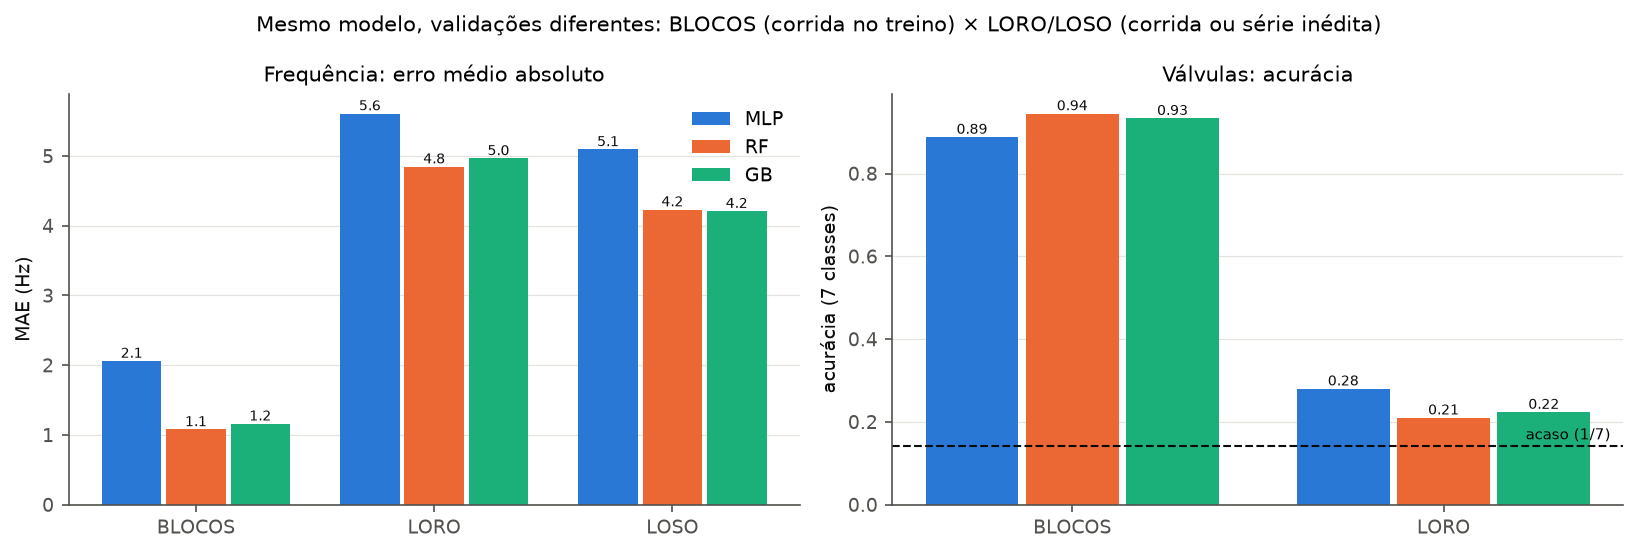 Mesmo modelo, validações diferentes: BLOCOS (corrida no treino) × LORO/LOSO (corrida ou série inédita)
Frequência: erro médio absoluto
MAE (Hz)
5
4
3
2
1
0
2.1
1.1
1.2
5.6
4.8
5.0
5.1
4.2
4.2
MLP
RF
GB
BLOCOS
LORO
LOSO
Válvulas: acurácia
acurácia (7 classes)
0.8
0.6
0.4
0.2
0.0
0.89
0.94
0.93
0.28
0.21
0.22
acaso (1/7)
BLOCOS
LORO